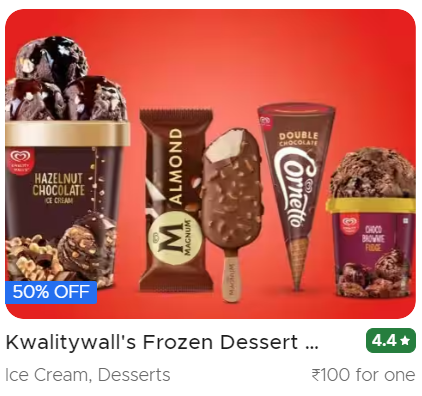 HAZELNUT
CHOCOLATE
ICE CREAM
ALMOND
M
MAGNUM
MAGNUM
DOUBLE
CHOCOLATE
Cornetto
CHOCO
BROWNIE
FUDGE
50% OFF
Kwalitywall's Frozen Dessert ...
4.4★
Ice Cream, Desserts
₹100 for one